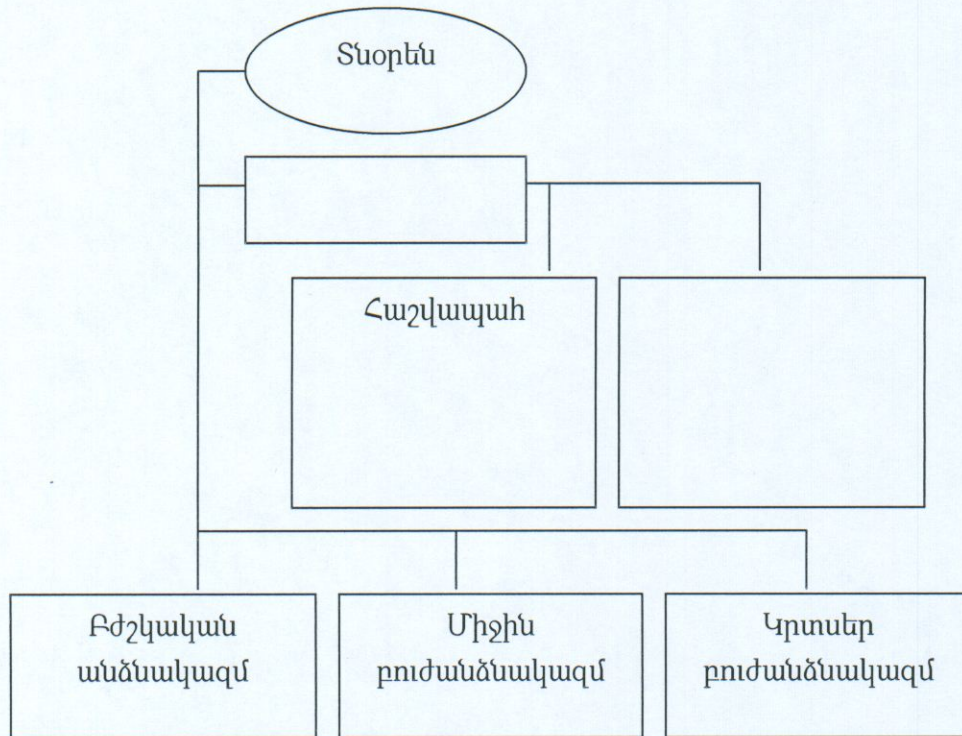 Տնօրեն
Հաշվապահ
Բժշկական
անձնակազմ
Միջին
բուժանձնակազմ
Կրտսեր
բուժանձնակազմ